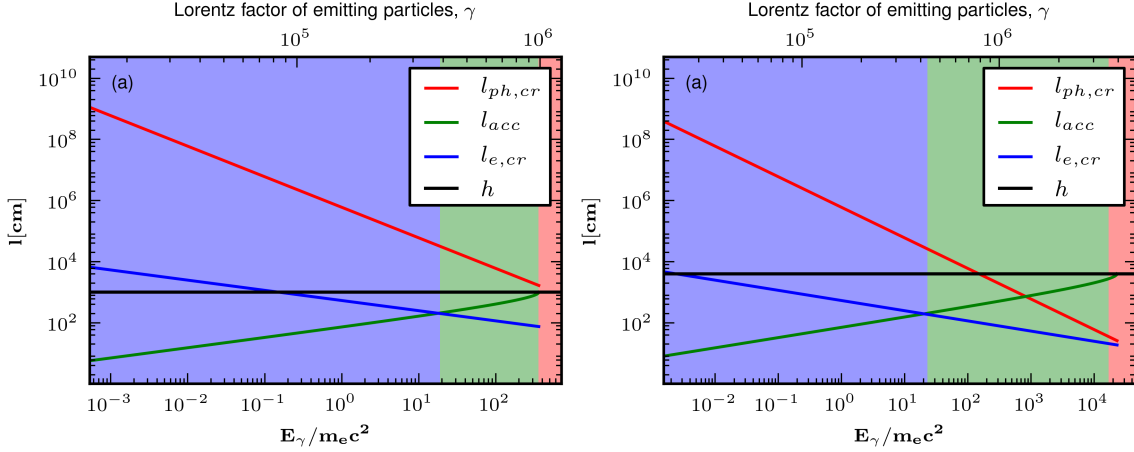 Lorentz factor of emitting particles, γ
10^5 10^6
(a)
l_{ph,cr}
l_{acc}
l_{e,cr}
h
10^10
10^8
10^6
10^4
10^2
l[cm]
10^−3 10^−2 10^−1 10^0 10^1 10^2
E_γ/m_ec^2
Lorentz factor of emitting particles, γ
10^5 10^6
(a)
l_{ph,cr}
l_{acc}
l_{e,cr}
h
10^10
10^8
10^6
10^4
10^2
l[cm]
10^−2 10^−1 10^0 10^1 10^2 10^3 10^4
E_γ/m_ec^2